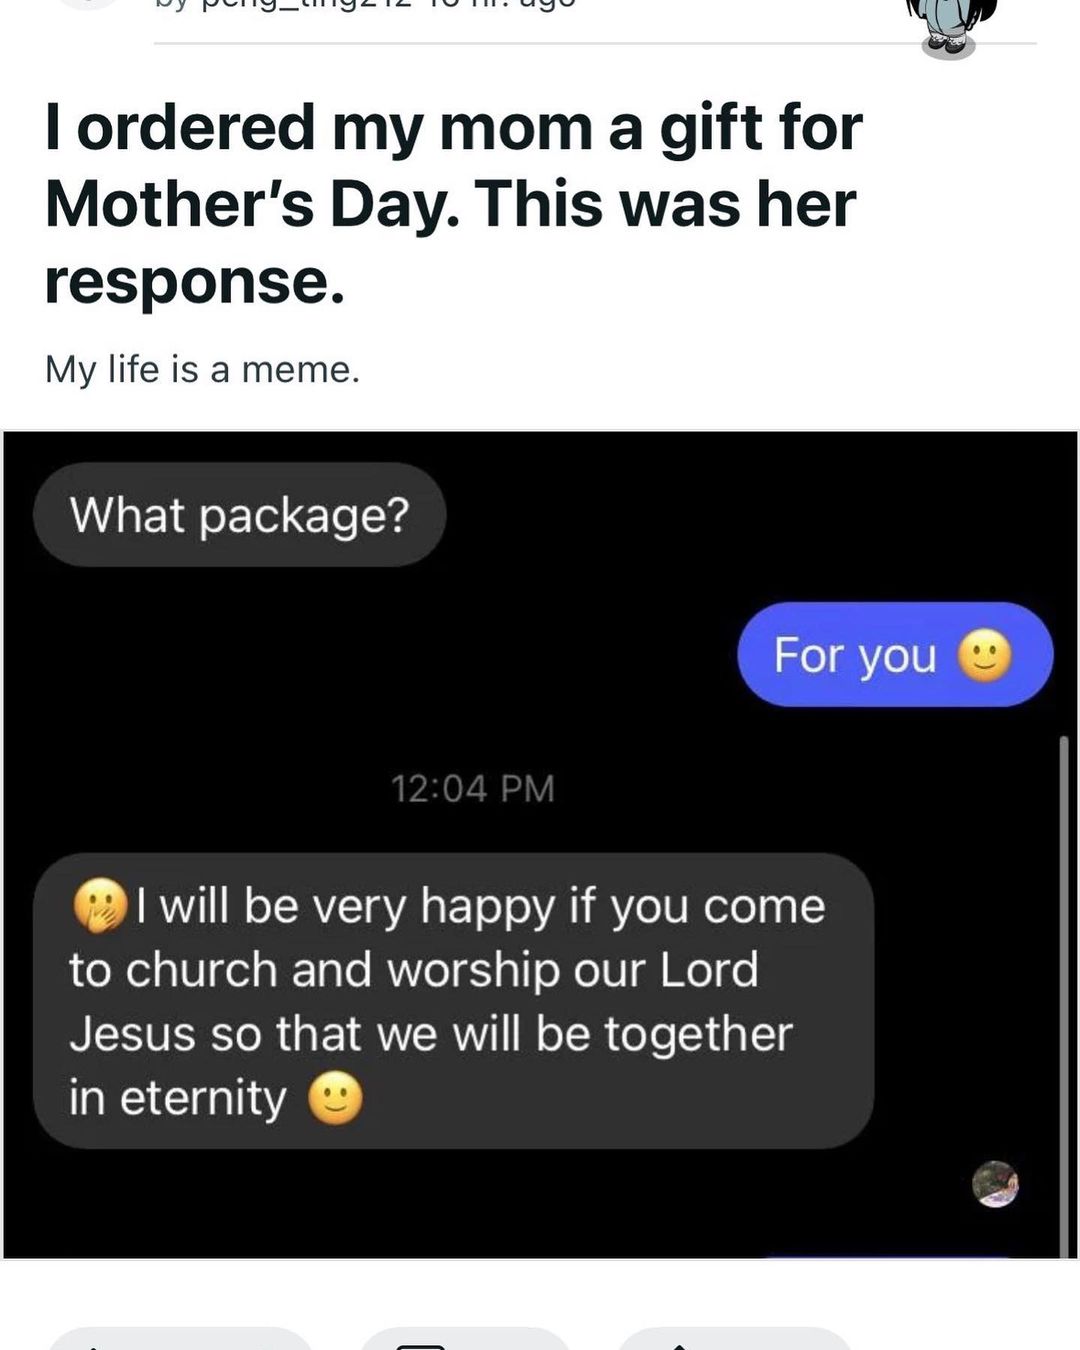 I ordered my mom a gift for
Mother’s Day. This was her
response.
My life is a meme.
What package?
For you 🙂
12:04 PM
🤭 I will be very happy if you come
to church and worship our Lord
Jesus so that we will be together
in eternity 🙂